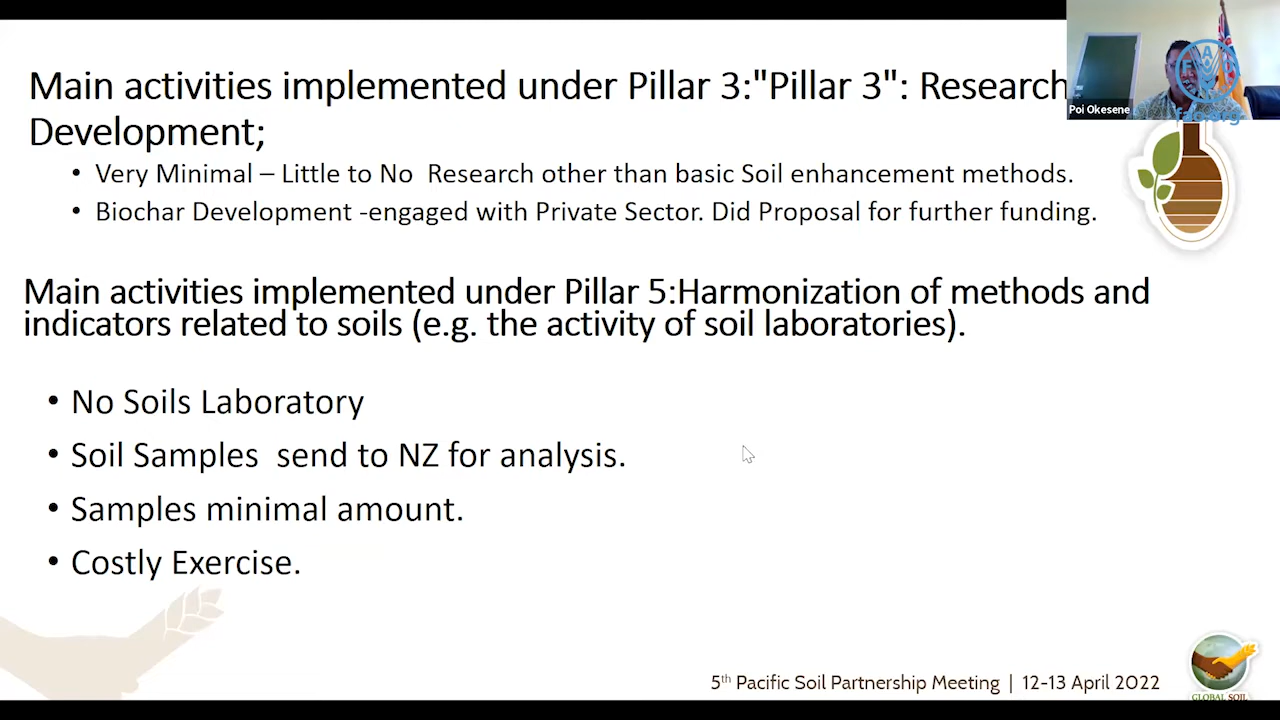 Main activities implemented under Pillar 3:"Pillar 3": Research
Development;
• Very Minimal – Little to No Research other than basic Soil enhancement methods.
• Biochar Development -engaged with Private Sector. Did Proposal for further funding.
Main activities implemented under Pillar 5:Harmonization of methods and
indicators related to soils (e.g. the activity of soil laboratories).
• No Soils Laboratory
• Soil Samples send to NZ for analysis.
• Samples minimal amount.
• Costly Exercise.
Poi Okesene
fao.org
5th Pacific Soil Partnership Meeting | 12-13 April 2022
GLOBAL SOIL